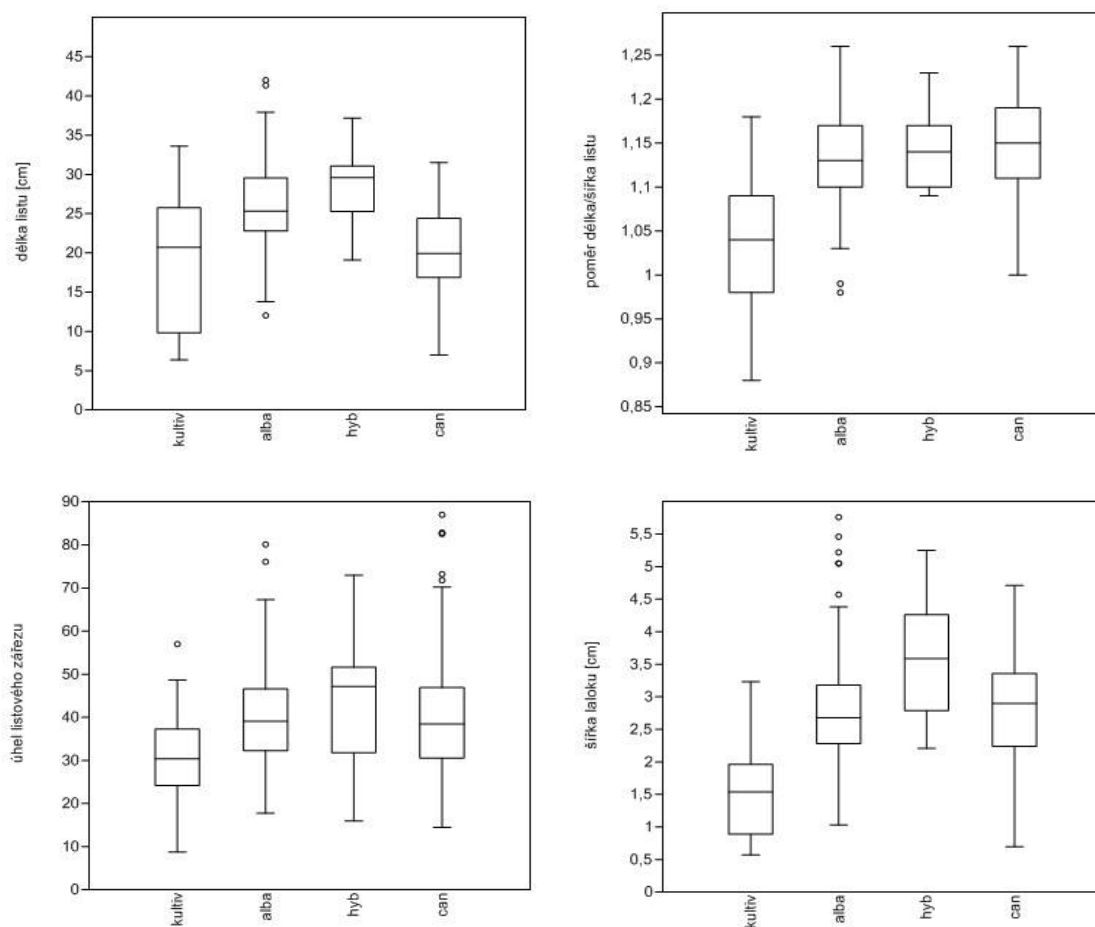 délka listu [cm]
45
40
35
30
25
20
15
10
5
0
kultiv
alba
hyb
can
poměr délka/šířka listu
1,25
1,2
1,15
1,1
1,05
1
0,95
0,9
0,85
kultiv
alba
hyb
can
úhel listového zářezu
90
80
70
60
50
40
30
20
10
0
kultiv
alba
hyb
can
šířka laloku [cm]
5,5
5
4,5
4
3,5
3
2,5
2
1,5
1
0,5
0
kultiv
alba
hyb
can